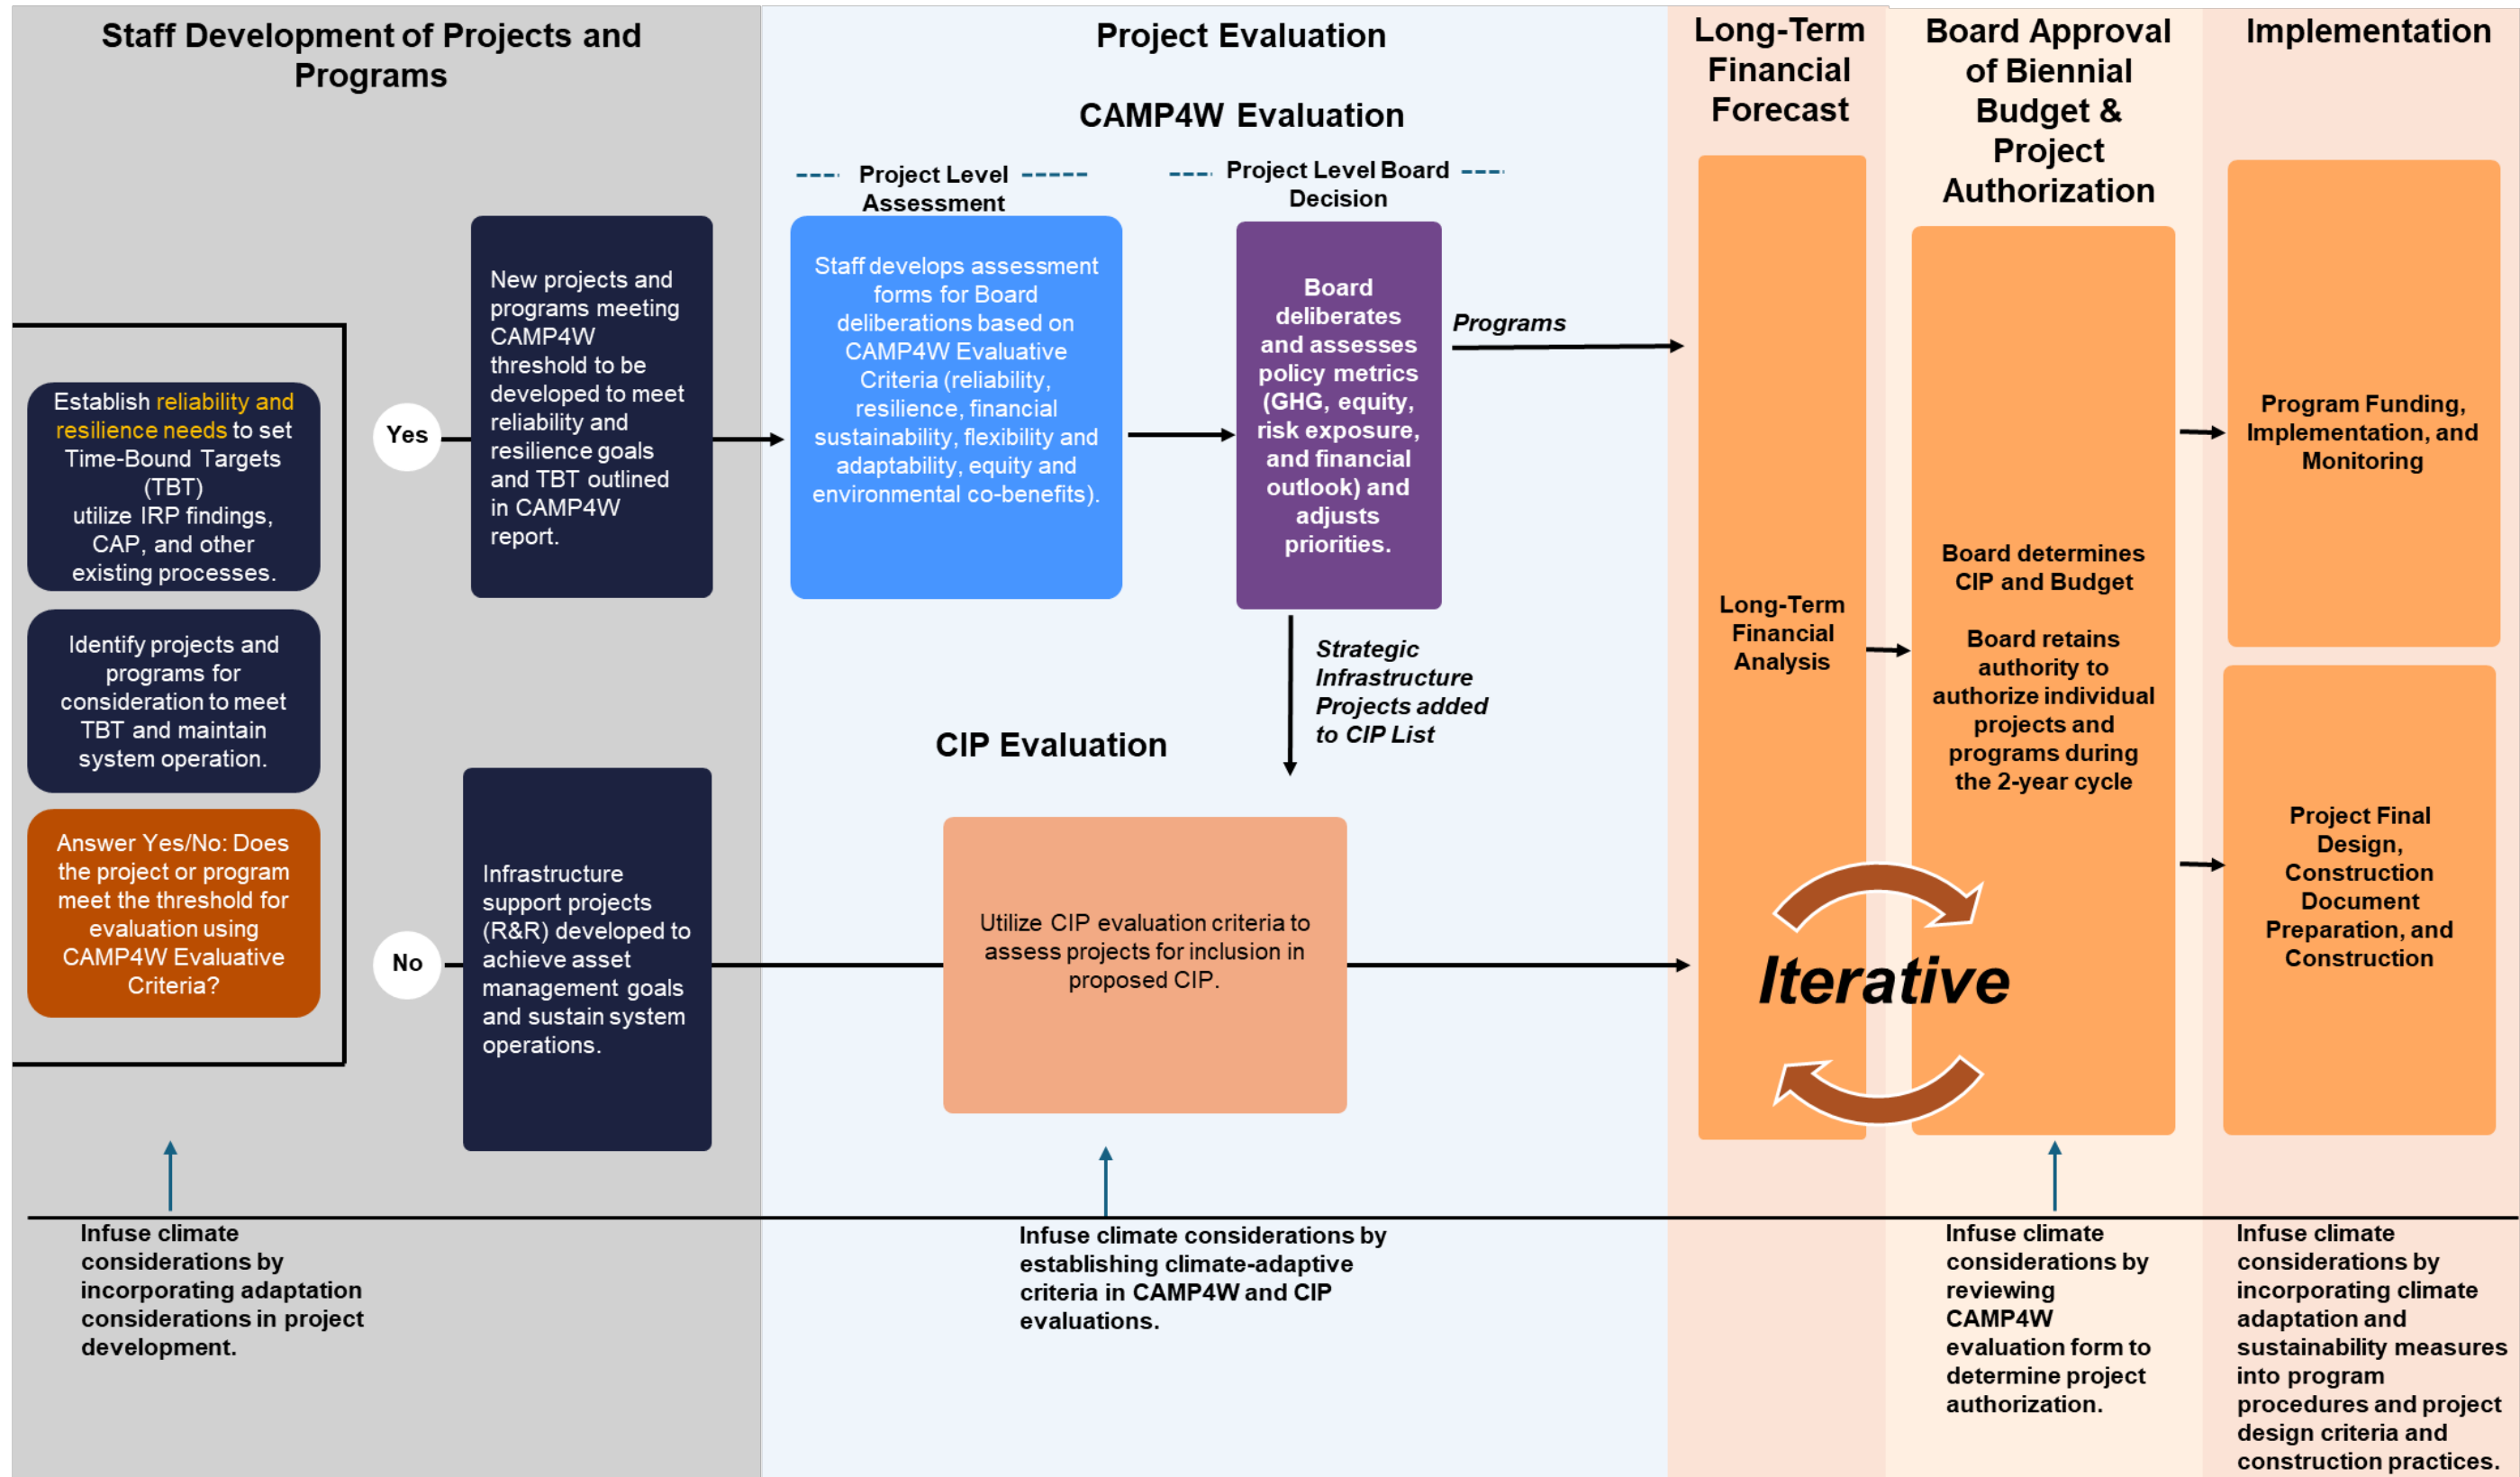 Staff Development of Projects and
Programs
Establish reliability and
resilience needs to set
Time-Bound Targets
(TBT)
utilize IRP findings,
CAP, and other
existing processes.
Identify projects and
programs for
consideration to meet
TBT and maintain
system operation.
Answer Yes/No: Does
the project or program
meet the threshold for
evaluation using
CAMP4W Evaluative
Criteria?
Yes
New projects and
programs meeting
CAMP4W
threshold to be
developed to meet
reliability and
resilience goals
and TBT outlined
in CAMP4W
report.
No
Infrastructure
support projects
(R&R) developed to
achieve asset
management goals
and sustain system
operations.
Project Evaluation
CAMP4W Evaluation
Project Level
Assessment
Staff develops assessment
forms for Board
deliberations based on
CAMP4W Evaluative
Criteria (reliability,
resilience, financial
sustainability, flexibility and
adaptability, equity and
environmental co-benefits).
Project Level Board
Decision
Board
deliberates
and assesses
policy metrics
(GHG, equity,
risk exposure,
and financial
outlook) and
adjusts
priorities.
Programs
Strategic
Infrastructure
Projects added
to CIP List
CIP Evaluation
Utilize CIP evaluation criteria to
assess projects for inclusion in
proposed CIP.
Long-Term
Financial
Forecast
Long-Term
Financial
Analysis
Board Approval
of Biennial
Budget &
Project
Authorization
Board determines
CIP and Budget
Board retains
authority to
authorize individual
projects and
programs during
the 2-year cycle
Iterative
Implementation
Program Funding,
Implementation, and
Monitoring
Project Final
Design,
Construction
Document
Preparation, and
Construction
Infuse climate
considerations by
incorporating adaptation
considerations in project
development.
Infuse climate considerations by
establishing climate-adaptive
criteria in CAMP4W and CIP
evaluations.
Infuse climate
considerations by
reviewing
CAMP4W
evaluation form to
determine project
authorization.
Infuse climate
considerations by
incorporating climate
adaptation and
sustainability measures
into program
procedures and project
design criteria and
construction practices.